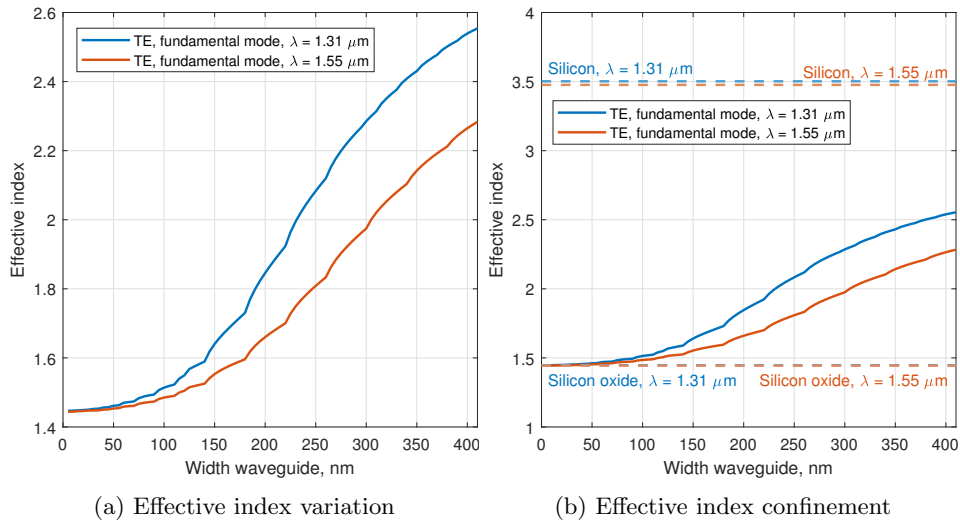 2.6
2.4
2.2
2
1.8
1.6
1.4
0
50
100
150
200
250
300
350
400
Effective index
Width waveguide, nm
TE, fundamental mode, λ = 1.31 μm
TE, fundamental mode, λ = 1.55 μm
(a) Effective index variation
4
3.5
3
2.5
2
1.5
1
0
50
100
150
200
250
300
350
400
Effective index
Width waveguide, nm
Silicon, λ = 1.31 μm
Silicon, λ = 1.55 μm
TE, fundamental mode, λ = 1.31 μm
TE, fundamental mode, λ = 1.55 μm
Silicon oxide, λ = 1.31 μm
Silicon oxide, λ = 1.55 μm
(b) Effective index confinement